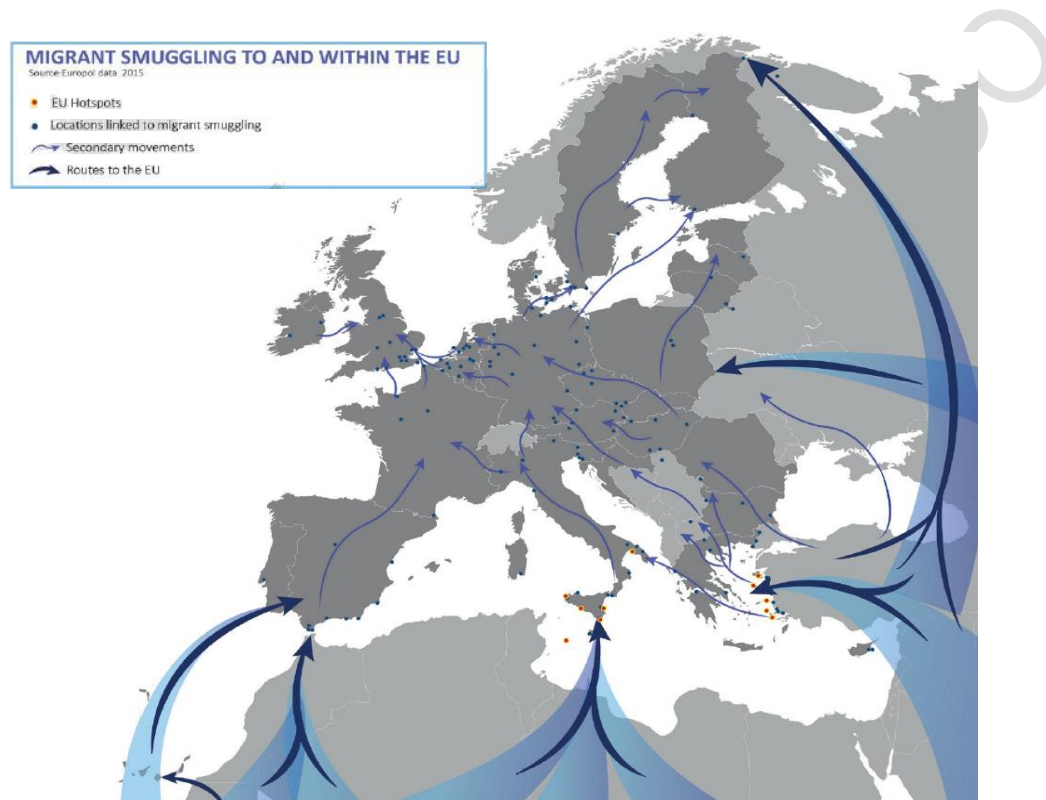 MIGRANT SMUGGLING TO AND WITHIN THE EU
Source:Europol data 2015
EU Hotspots
Locations linked to migrant smuggling
Secondary movements
Routes to the EU